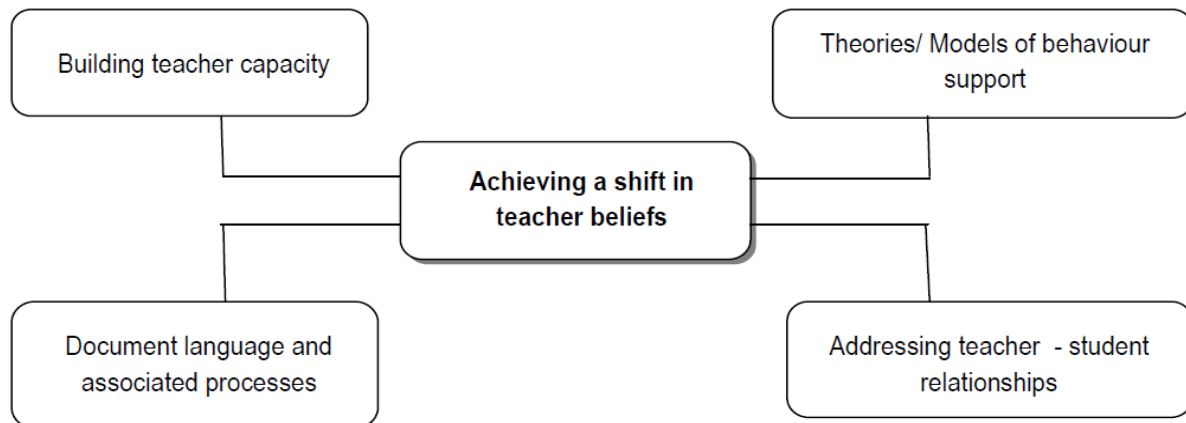 Building teacher capacity
Theories/ Models of behaviour
support
Achieving a shift in
teacher beliefs
Document language and
associated processes
Addressing teacher - student
relationships